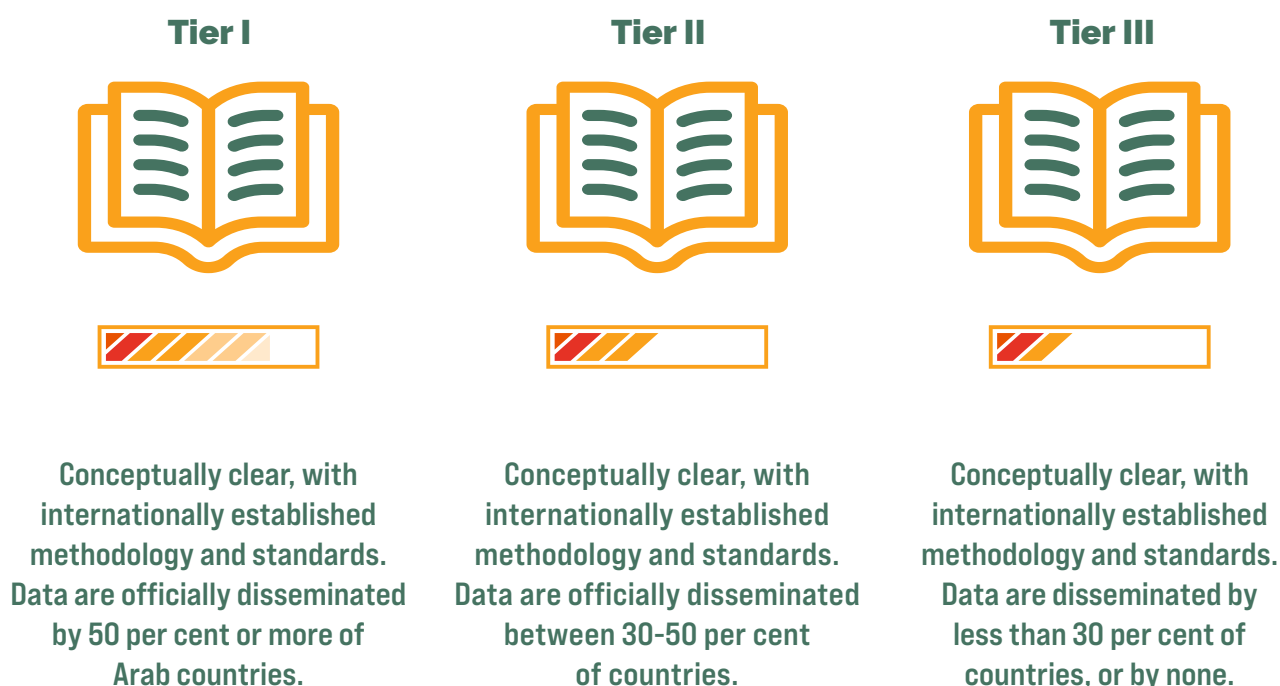 Tier I
Conceptually clear, with
internationally established
methodology and standards.
Data are officially disseminated
by 50 per cent or more of
Arab countries.
Tier II
Conceptually clear, with
internationally established
methodology and standards.
Data are officially disseminated
between 30-50 per cent
of countries.
Tier III
Conceptually clear, with
internationally established
methodology and standards.
Data are disseminated by
less than 30 per cent of
countries, or by none.